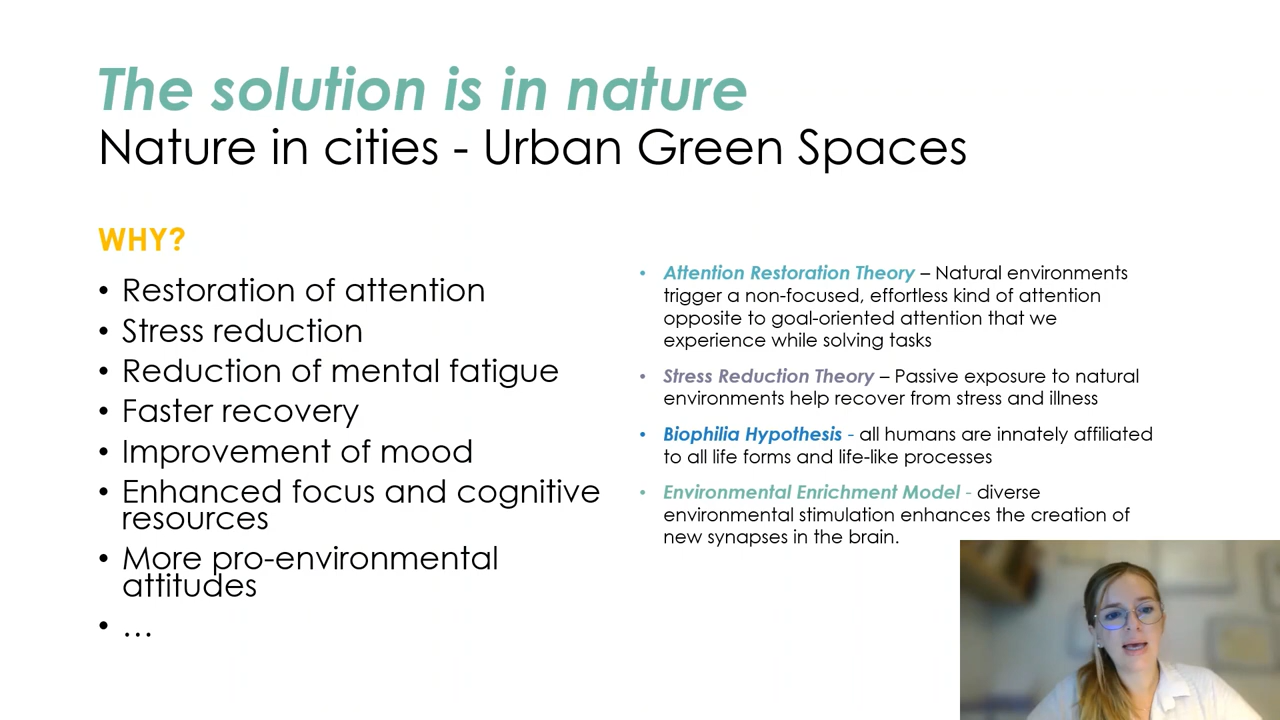 The solution is in nature
Nature in cities - Urban Green Spaces
WHY?
• Restoration of attention
• Stress reduction
• Reduction of mental fatigue
• Faster recovery
• Improvement of mood
• Enhanced focus and cognitive
resources
• More pro-environmental
attitudes
• …
• Attention Restoration Theory – Natural environments
trigger a non-focused, effortless kind of attention
opposite to goal-oriented attention that we
experience while solving tasks
• Stress Reduction Theory – Passive exposure to natural
environments help recover from stress and illness
• Biophilia Hypothesis - all humans are innately affiliated
to all life forms and life-like processes
• Environmental Enrichment Model - diverse
environmental stimulation enhances the creation of
new synapses in the brain.